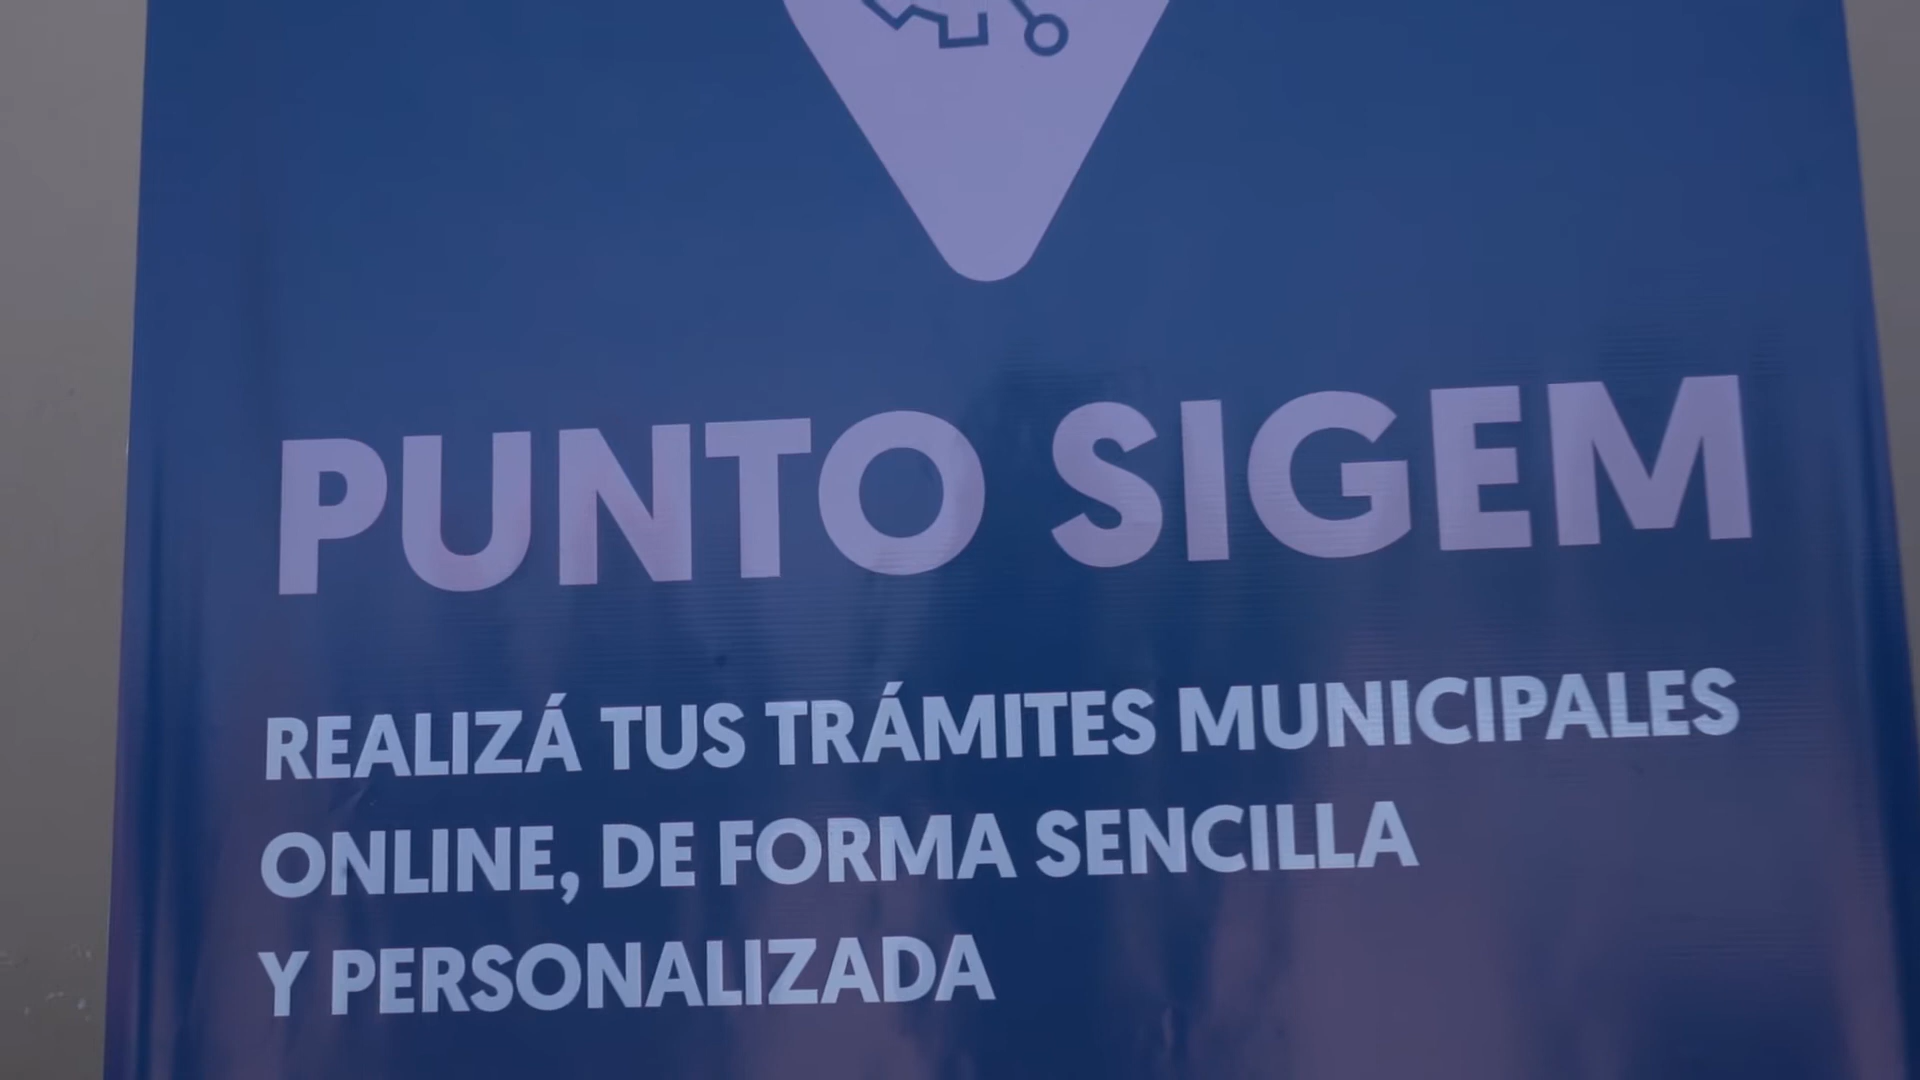 PUNTO SIGEM
REALIZÁ TUS TRÁMITES MUNICIPALES
ONLINE, DE FORMA SENCILLA
Y PERSONALIZADA